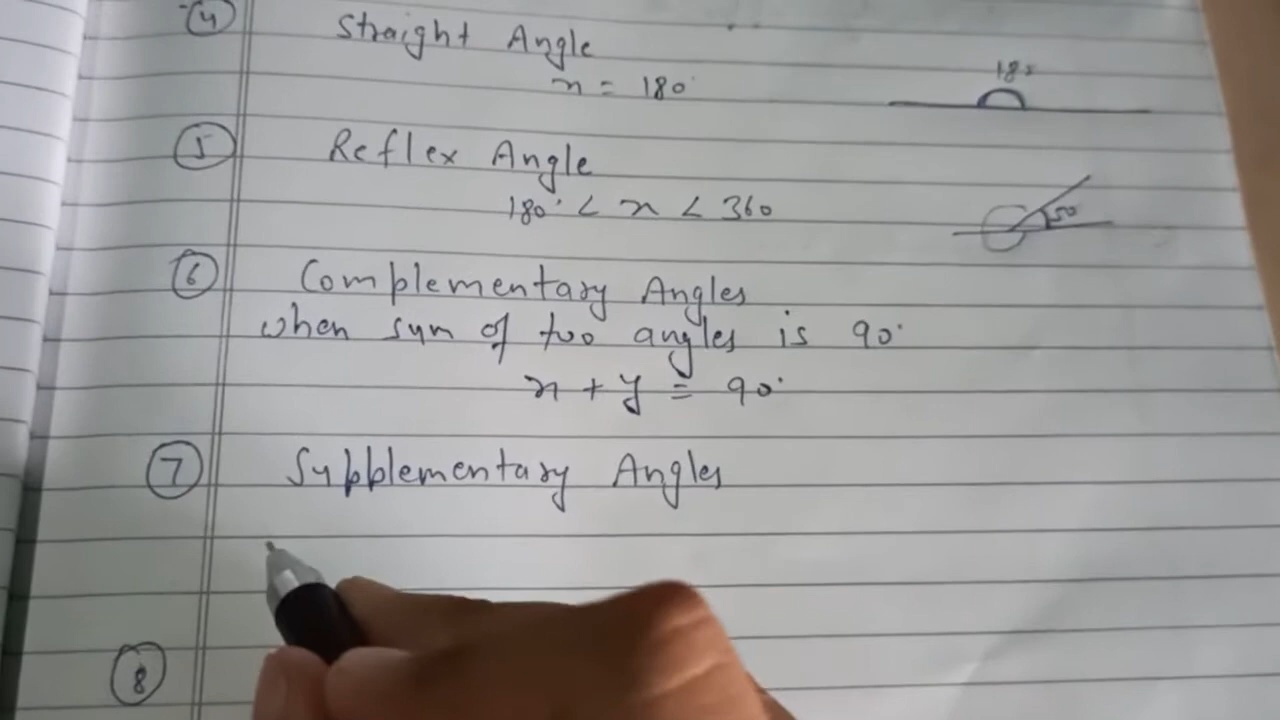 4 Straight Angle
x = 180° 180
5 Reflex Angle
180° < x < 360 50
6 Complementary Angles
when sum of two angles is 90°
x + y = 90°
7 Supplementary Angles
8